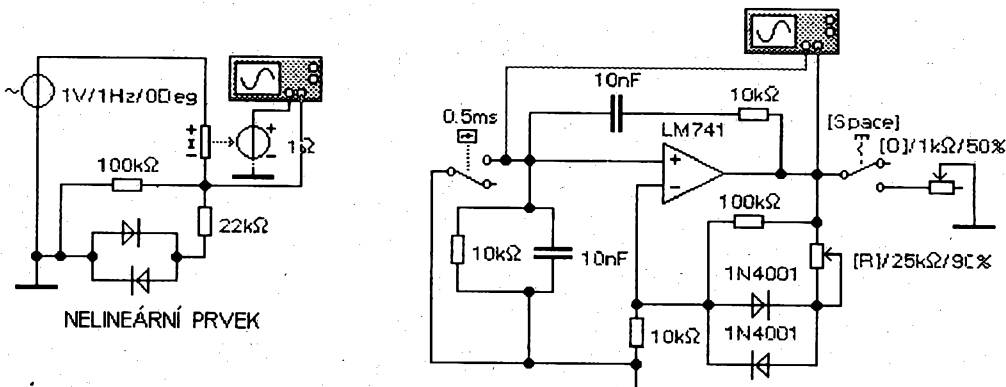 1V/1Hz/0Deg
1Ω
100kΩ
22kΩ
NELINEÁRNÍ PRVEK
10nF
10kΩ
0.5ms
LM741
[Space]
[O]/1kΩ/50%
100kΩ
10kΩ
10nF
[R]/25kΩ/90%
1N4001
1N4001
10kΩ